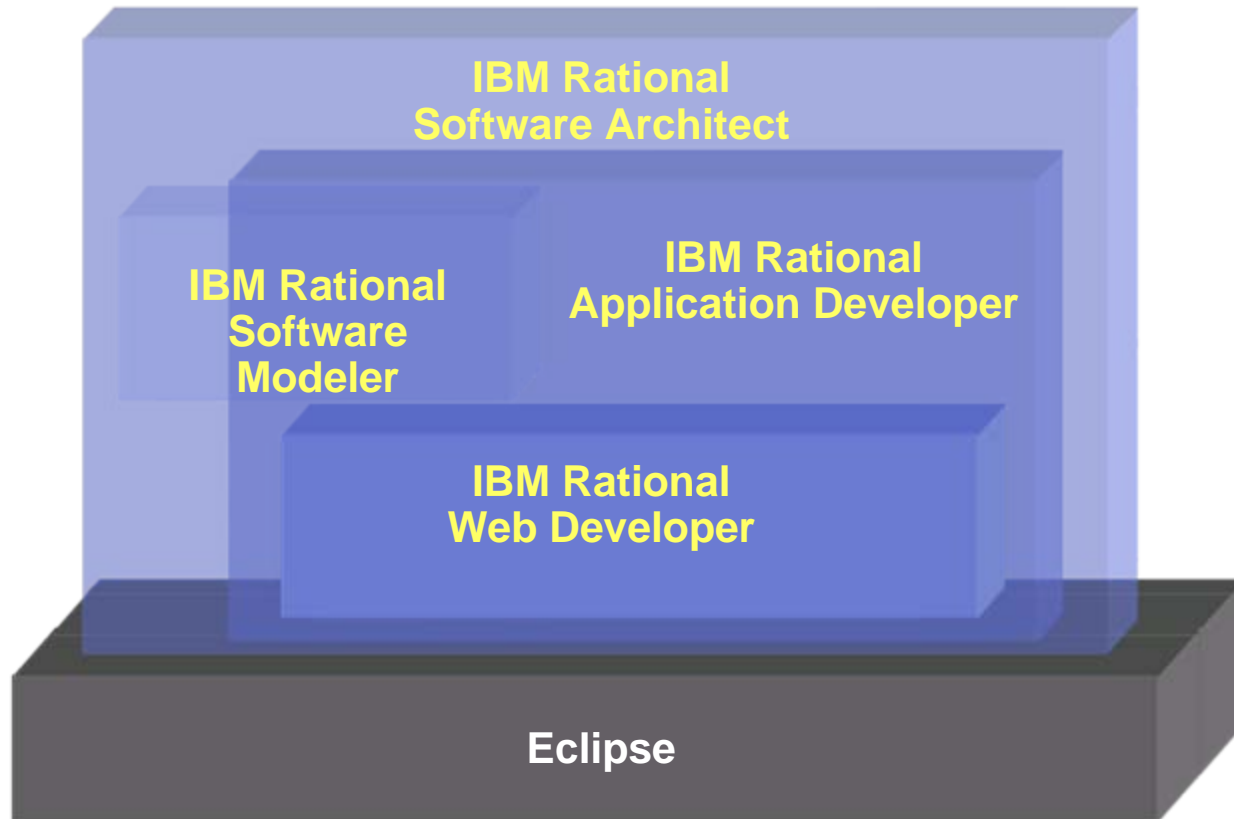 IBM Rational
Software Architect
IBM Rational
Application Developer
IBM Rational
Software
Modeler
IBM Rational
Web Developer
Eclipse